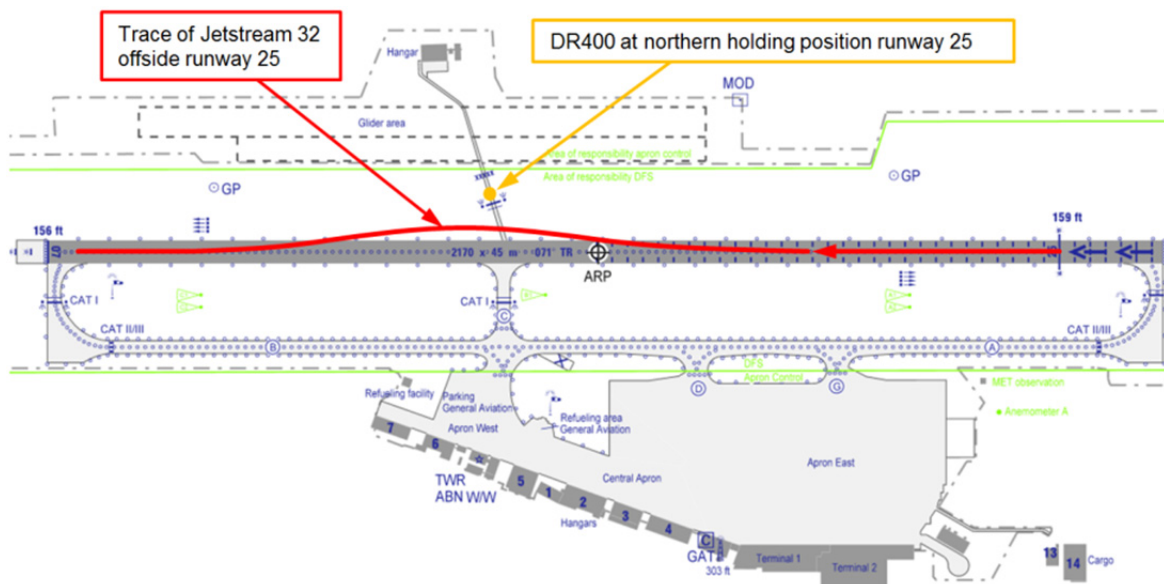 Trace of Jetstream 32
offside runway 25
DR400 at northern holding position runway 25
Hangar
MOD
Glider area
Area of responsibility apron control
Area of responsibility DFS
GP
GP
156 ft
159 ft
07
2170 x 45 m 071° TR
25
ARP
CAT I
CAT I
C
CAT II/III
CAT II/III
B
A
DFS
Apron Control
D
G
MET observation
Anemometer A
Refueling facility
Parking
General Aviation
Apron West
Refueling area
General Aviation
7
6
TWR
ABN W/W
5
1
2
3
4
Hangars
Central Apron
Apron East
C
GAT
303 ft
Terminal 1
Terminal 2
13
14
Cargo